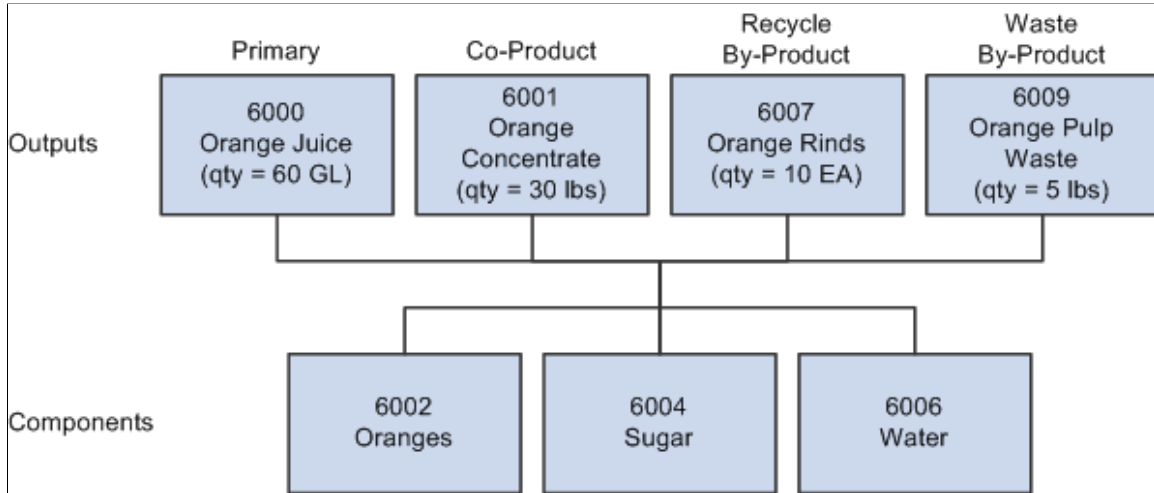 Primary
Co-Product
Recycle
By-Product
Waste
By-Product
Outputs
6000
Orange Juice
(qty = 60 GL)
6001
Orange
Concentrate
(qty = 30 lbs)
6007
Orange Rinds
(qty = 10 EA)
6009
Orange Pulp
Waste
(qty = 5 lbs)
Components
6002
Oranges
6004
Sugar
6006
Water